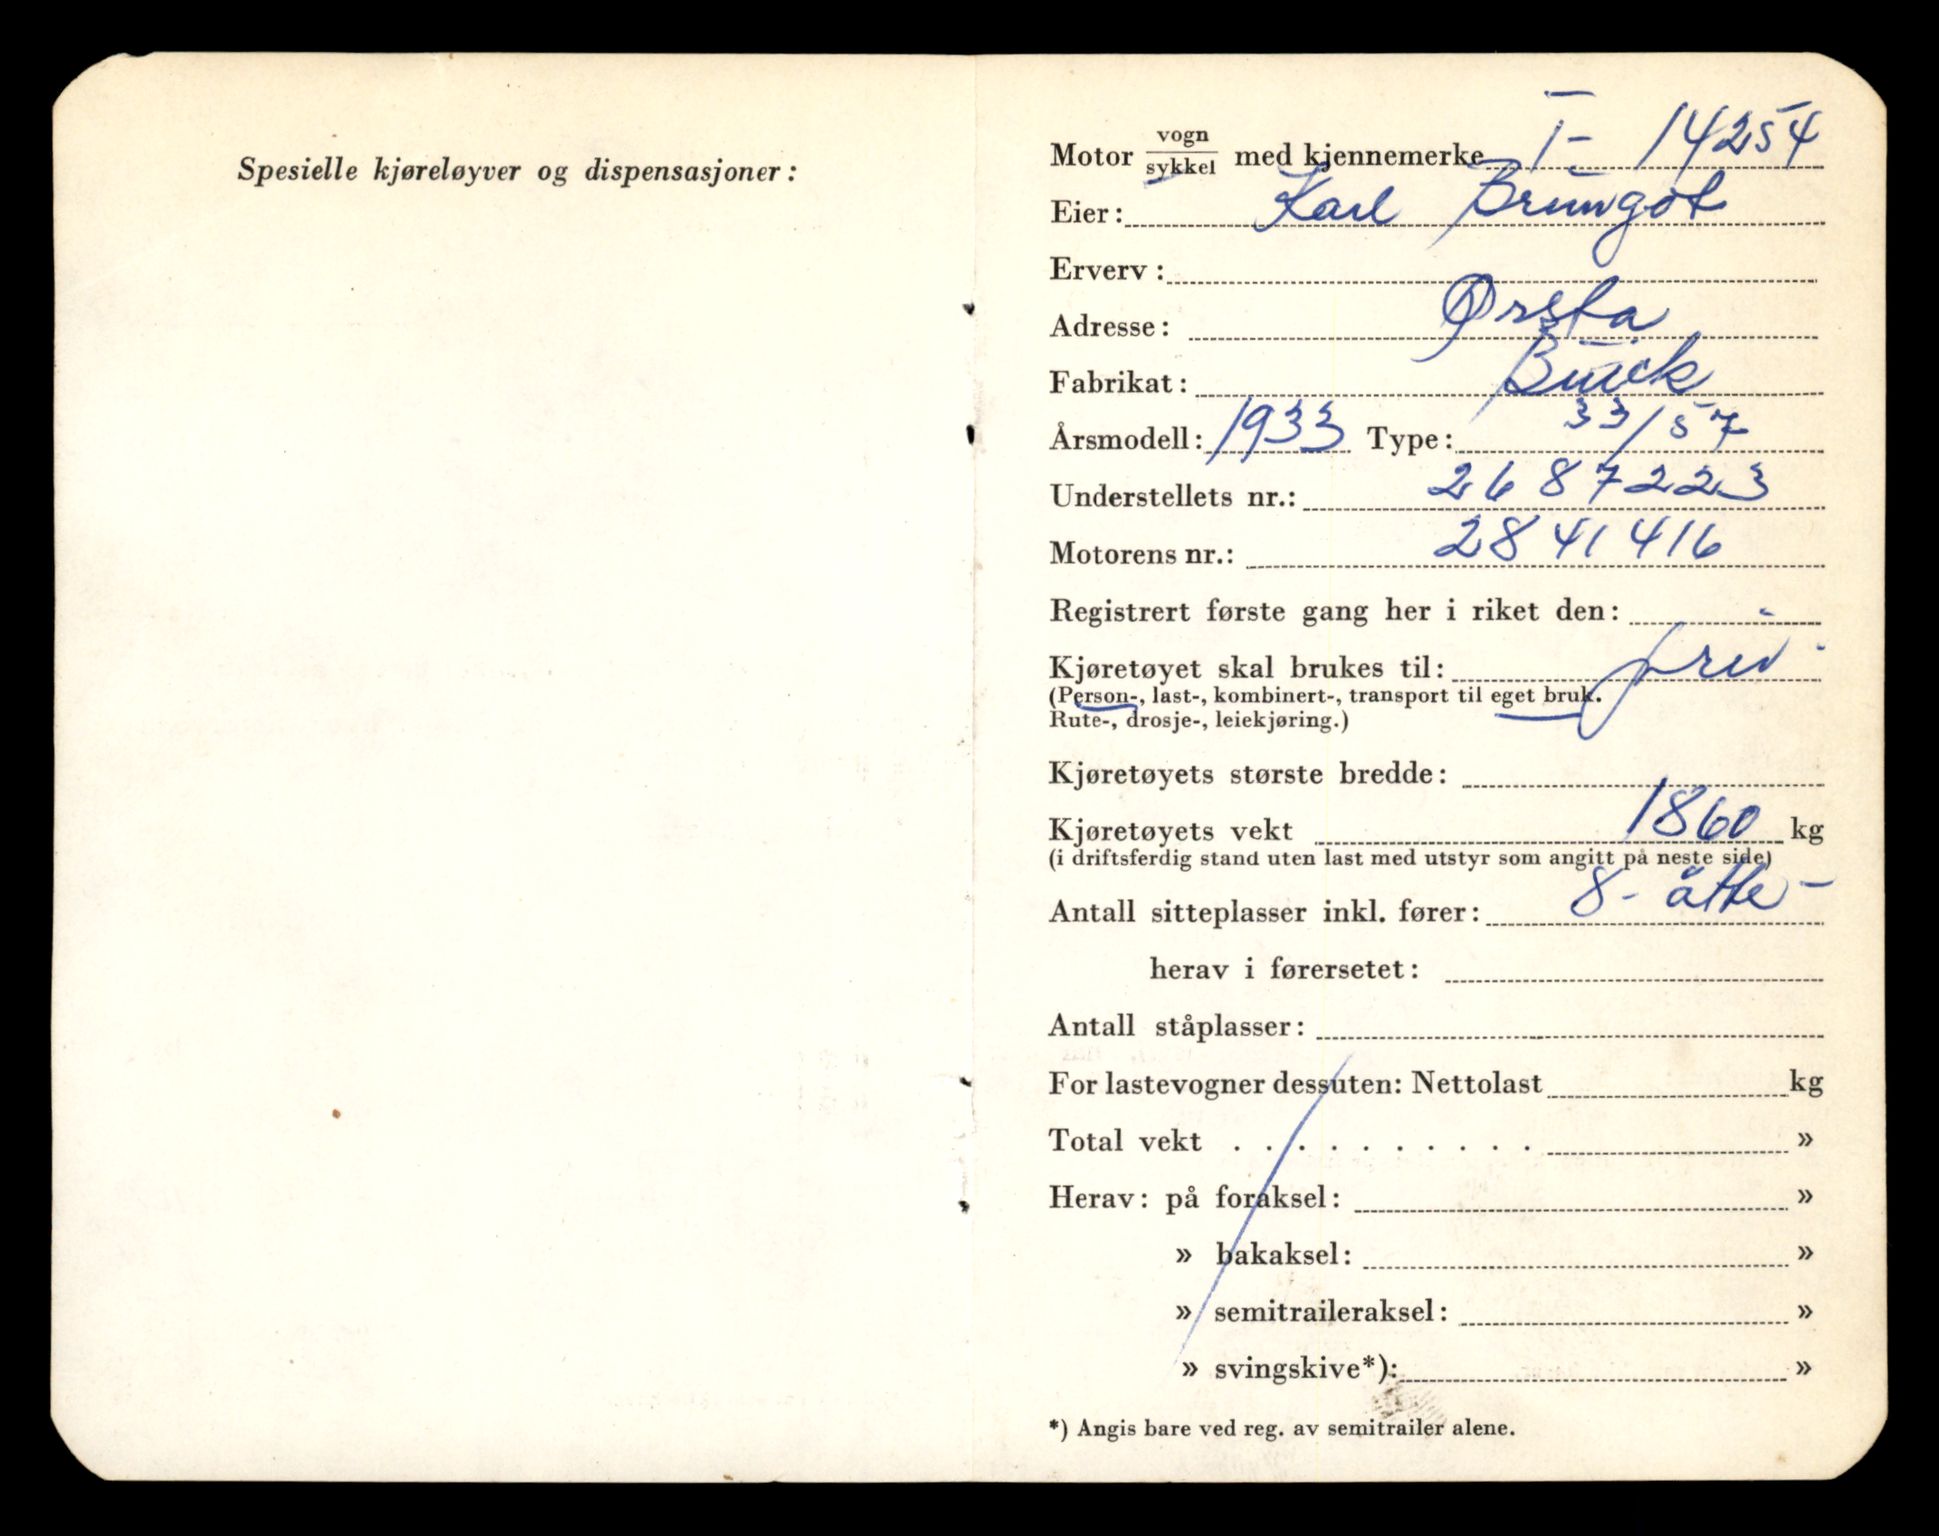 Spesielle kjøreløyver og dispensasjoner:
Motor vogn/sykkel med kjennemerke T- 14254
Eier: Karl Brungot
Erverv:
Adresse: Ørsta
Fabrikat: Buick
Årsmodell: 1933 Type: 33/57
Understellets nr.: 2687223
Motorens nr.: 2841416
Registrert første gang her i riket den:
Kjøretøyet skal brukes til: priv.
(Person-, last-, kombinert-, transport til eget bruk.
Rute-, drosje-, leiekjøring.)
Kjøretøyets største bredde:
Kjøretøyets vekt 1860 kg
(i driftsferdig stand uten last med utstyr som angitt på neste side)
Antall sitteplasser inkl. fører: 8 - åtte -
herav i førersetet:
Antall ståplasser:
For lastevogner dessuten: Nettolast kg
Total vekt . . . . . . . . . . »
Herav: på foraksel: »
» bakaksel: »
» semitraileraksel: »
» svingskive*): »
*) Angis bare ved reg. av semitrailer alene.